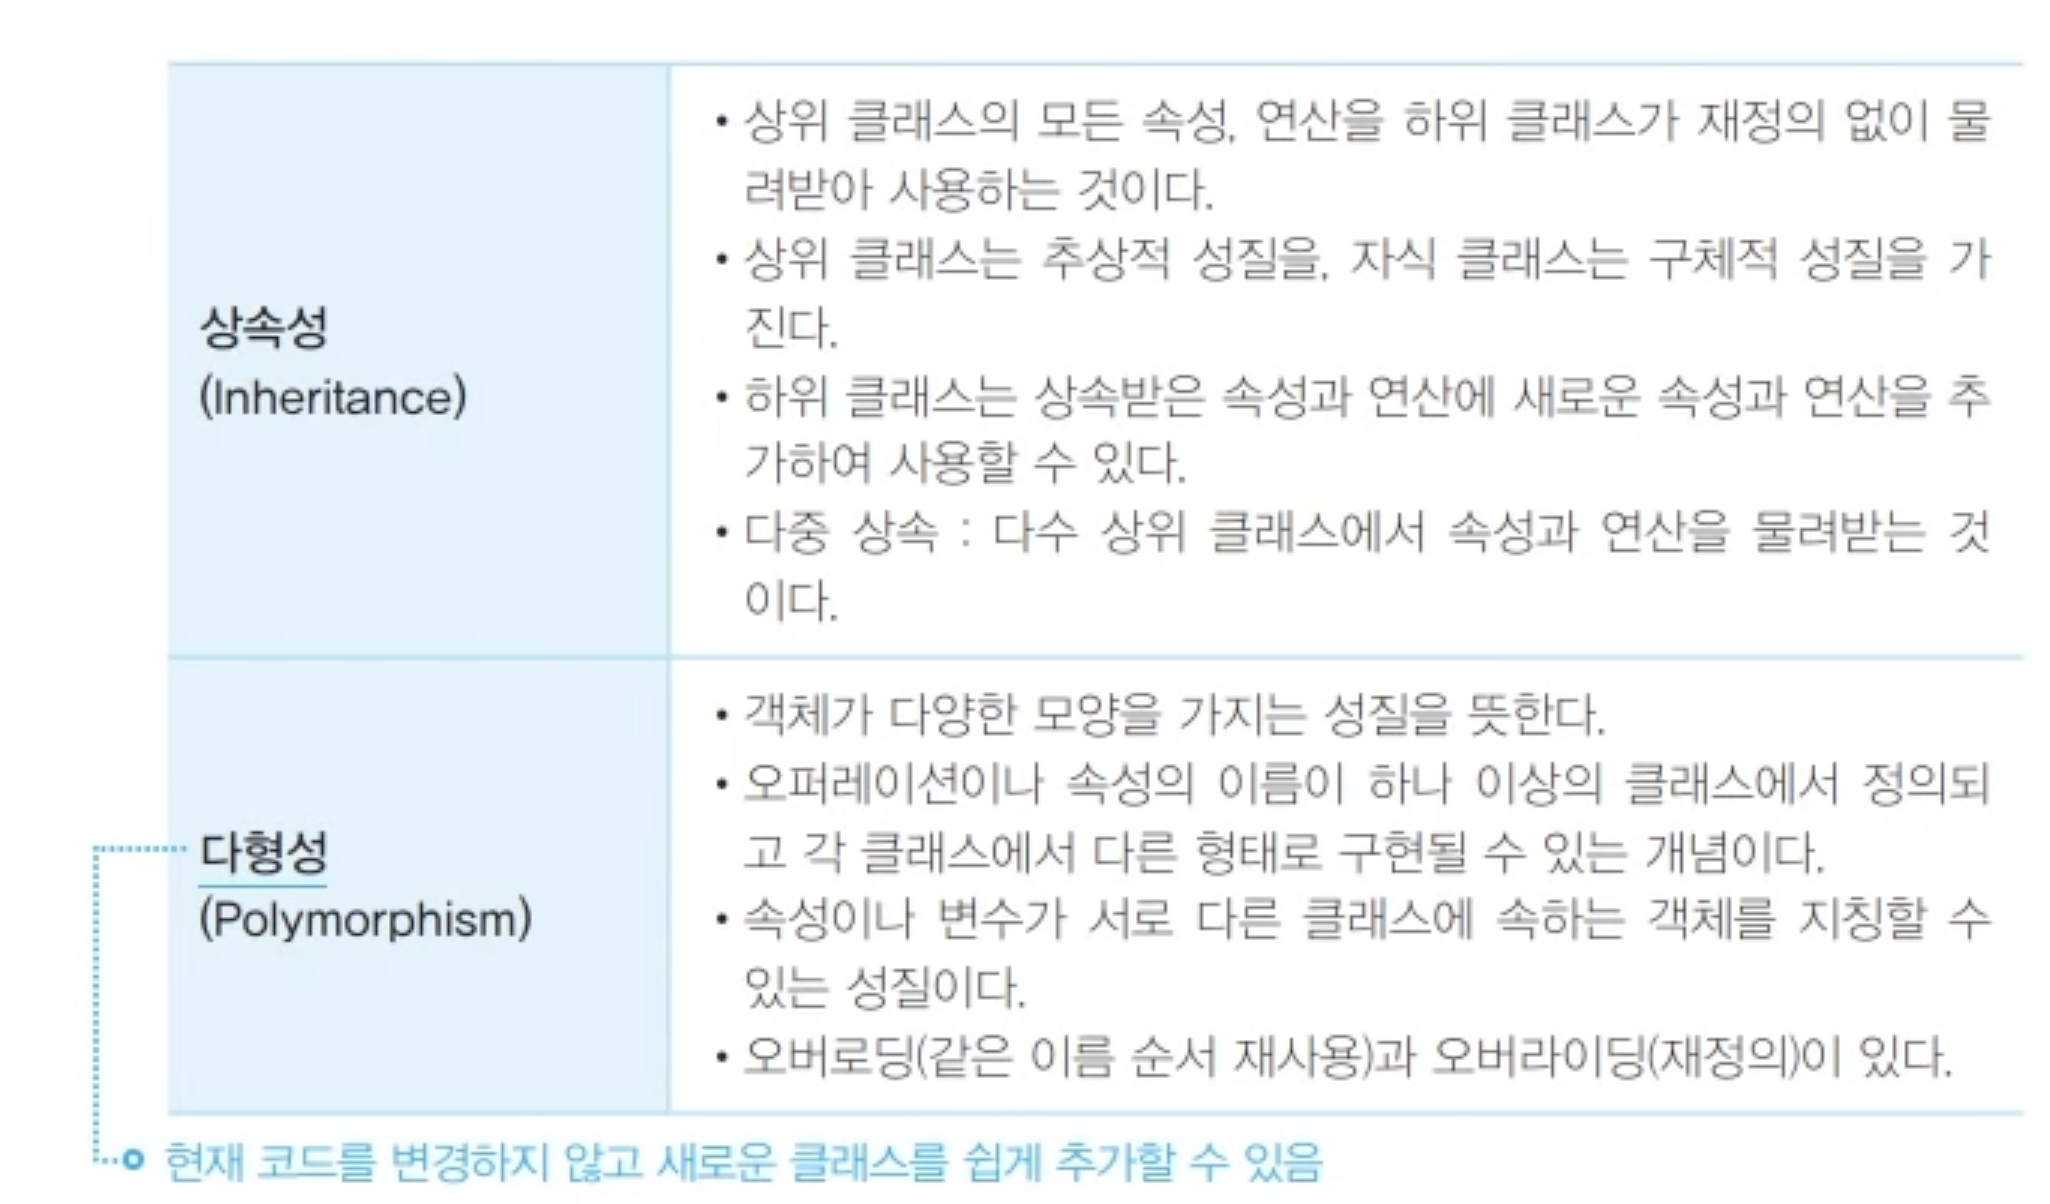 상속성
(Inheritance)
• 상위 클래스의 모든 속성, 연산을 하위 클래스가 재정의 없이 물
려받아 사용하는 것이다.
• 상위 클래스는 추상적 성질을, 자식 클래스는 구체적 성질을 가
진다.
• 하위 클래스는 상속받은 속성과 연산에 새로운 속성과 연산을 추
가하여 사용할 수 있다.
• 다중 상속 : 다수 상위 클래스에서 속성과 연산을 물려받는 것
이다.
다형성
(Polymorphism)
• 객체가 다양한 모양을 가지는 성질을 뜻한다.
• 오퍼레이션이나 속성의 이름이 하나 이상의 클래스에서 정의되
고 각 클래스에서 다른 형태로 구현될 수 있는 개념이다.
• 속성이나 변수가 서로 다른 클래스에 속하는 객체를 지칭할 수
있는 성질이다.
• 오버로딩(같은 이름 순서 재사용)과 오버라이딩(재정의)이 있다.
현재 코드를 변경하지 않고 새로운 클래스를 쉽게 추가할 수 있음